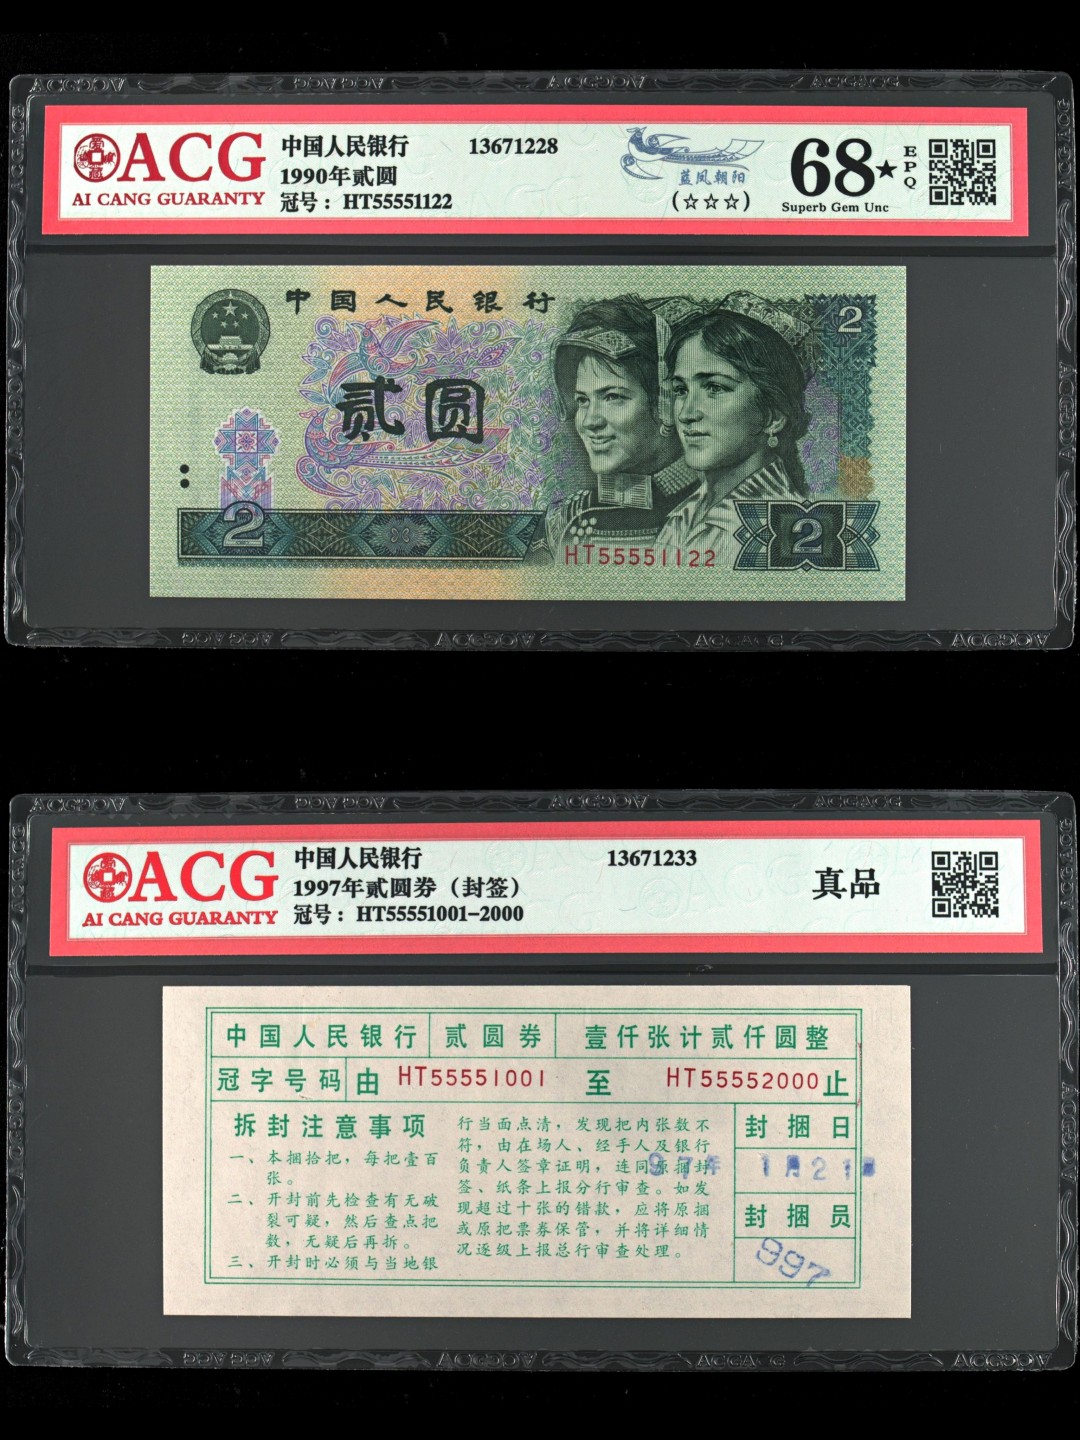 ACG
AI CANG GUARANTY
中国人民银行 13671228
1990年贰圆
冠号：HT55551122
蓝凤朝阳
(☆☆☆)
68★
EPQ
Superb Gem Unc
中国人民银行
贰圆
2
2
2
HT55551122
ACG
AI CANG GUARANTY
中国人民银行 13671233
1997年贰圆券（封签）
冠号：HT55551001-2000
真品
中国人民银行 贰圆券 壹仟张计贰仟圆整
冠字号码 由 HT55551001 至 HT55552000 止
拆封注意事项
一、本捆拾把，每把壹百
张。
二、开封前先检查有无破
裂可疑，然后查点把
数，无疑后再拆。
三、开封时必须与当地银
行当面点清，发现把内张数不
符，由在场人、经手人及银行
负责人签章证明，连同原捆封
签、纸条上报分行审查。如发
现超过十张的错款，应将原捆
或原把票券保管，并将详细情
况逐级上报总行审查处理。
封捆日
97年 1月21
封捆员
997